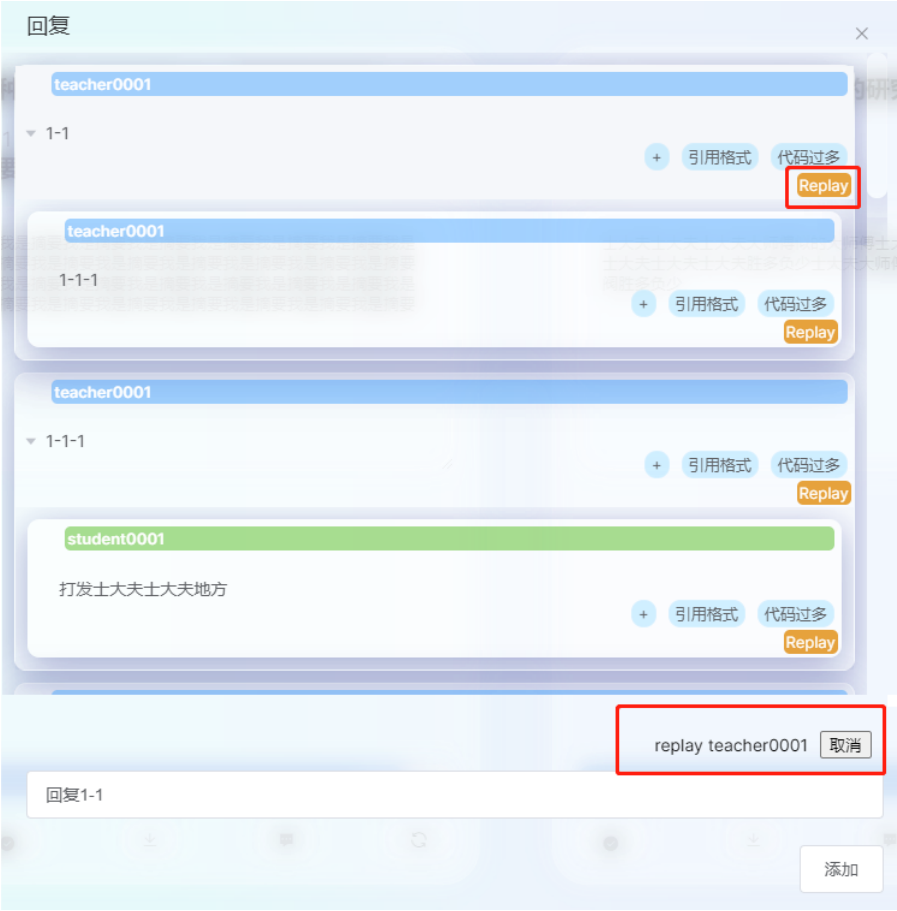 回复
teacher0001
1-1
+ 引用格式 代码过多
Replay
teacher0001
1-1-1
+ 引用格式 代码过多
Replay
teacher0001
1-1-1
+ 引用格式 代码过多
Replay
student0001
打发士大夫士大夫地方
+ 引用格式 代码过多
Replay
replay teacher0001 取消
回复1-1
添加